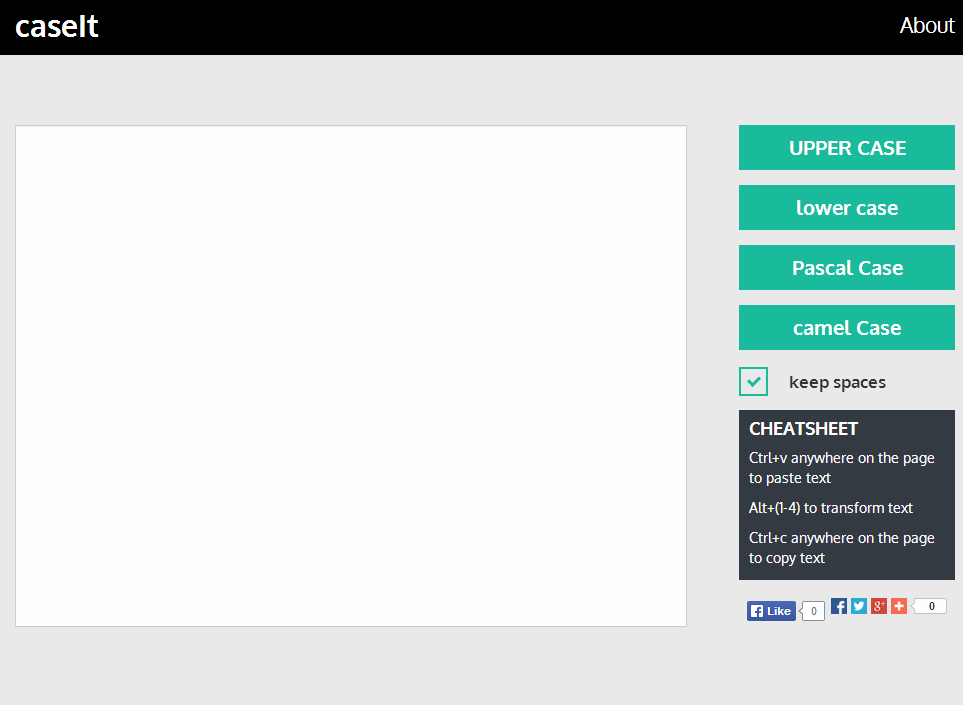 caseIt
About
UPPER CASE
lower case
Pascal Case
camel Case
keep spaces
CHEATSHEET
Ctrl+v anywhere on the page
to paste text
Alt+(1-4) to transform text
Ctrl+c anywhere on the page
to copy text
Like 0 0